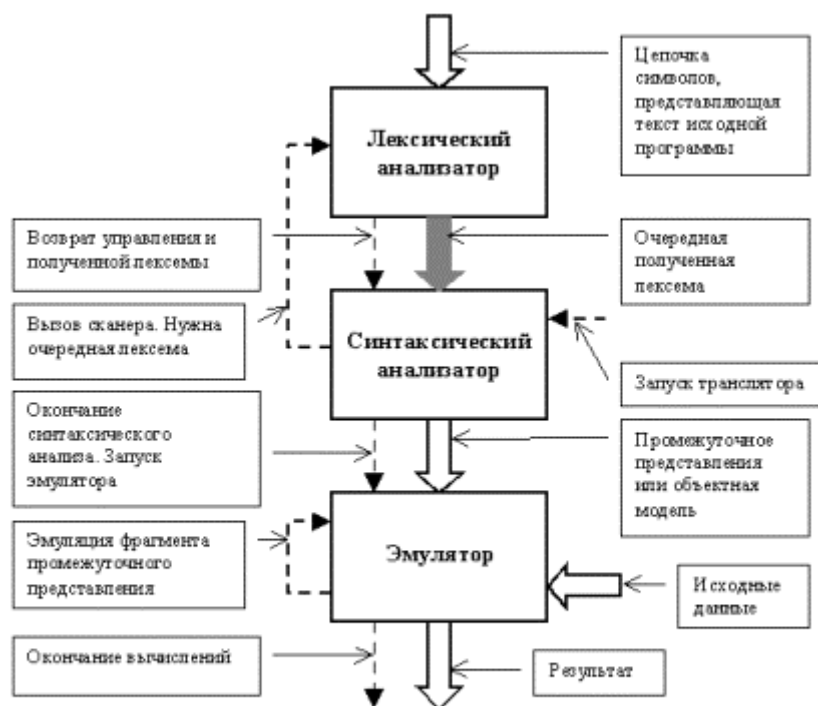 Цепочка
символов,
представляющая
текст исходной
программы
Лексический
анализатор
Возврат управления и
полученной лексемы
Очередная
полученная
лексема
Вызов сканера. Нужна
очередная лексема
Синтаксический
анализатор
Запуск транслятора
Окончание
синтаксического
анализа. Запуск
эмулятора
Промежуточное
представления
или объектная
модель
Эмуляция фрагмента
промежуточного
представления
Эмулятор
Исходные
данные
Окончание вычислений
Результат